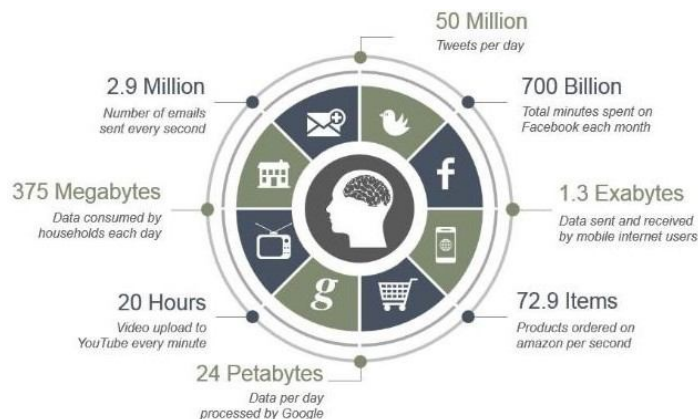 50 Million
Tweets per day
700 Billion
Total minutes spent on
Facebook each month
1.3 Exabytes
Data sent and received
by mobile internet users
72.9 Items
Products ordered on
amazon per second
24 Petabytes
Data per day
processed by Google
20 Hours
Video upload to
YouTube every minute
375 Megabytes
Data consumed by
households each day
2.9 Million
Number of emails
sent every second
f
g